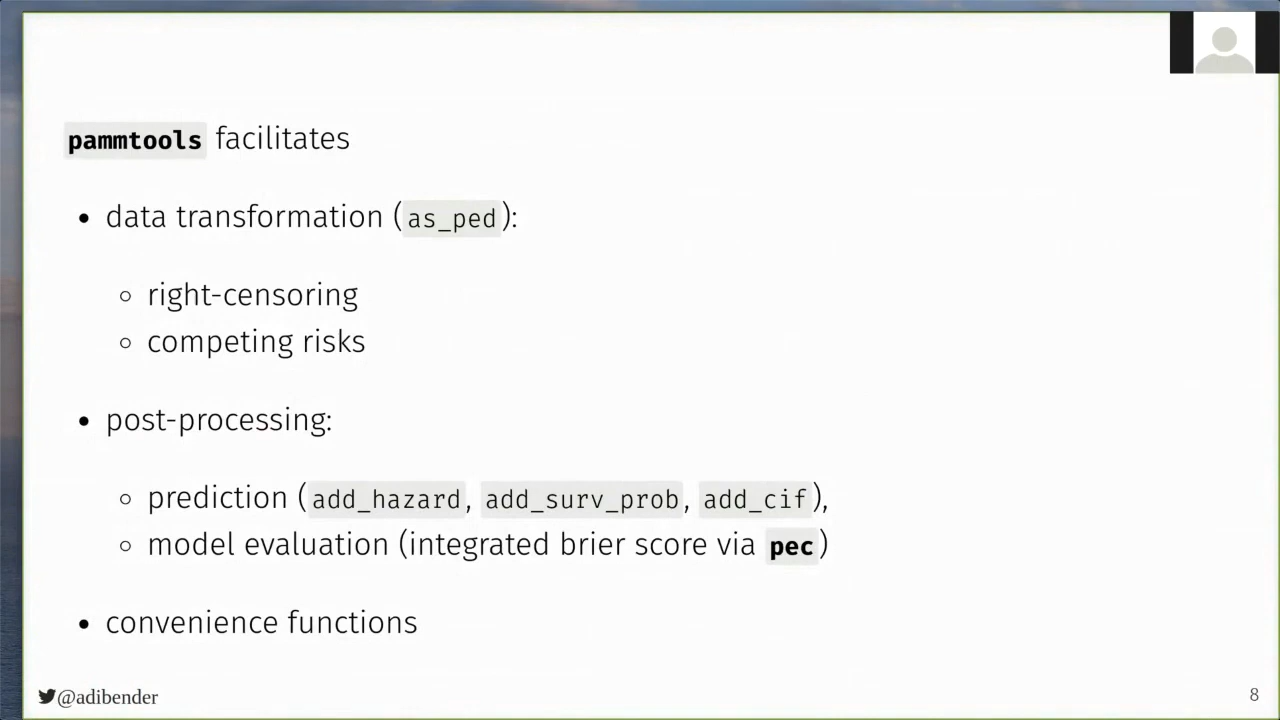 pammtools facilitates
• data transformation (as_ped):
◦ right-censoring
◦ competing risks
• post-processing:
◦ prediction (add_hazard, add_surv_prob, add_cif),
◦ model evaluation (integrated brier score via pec)
• convenience functions
@adibender
8